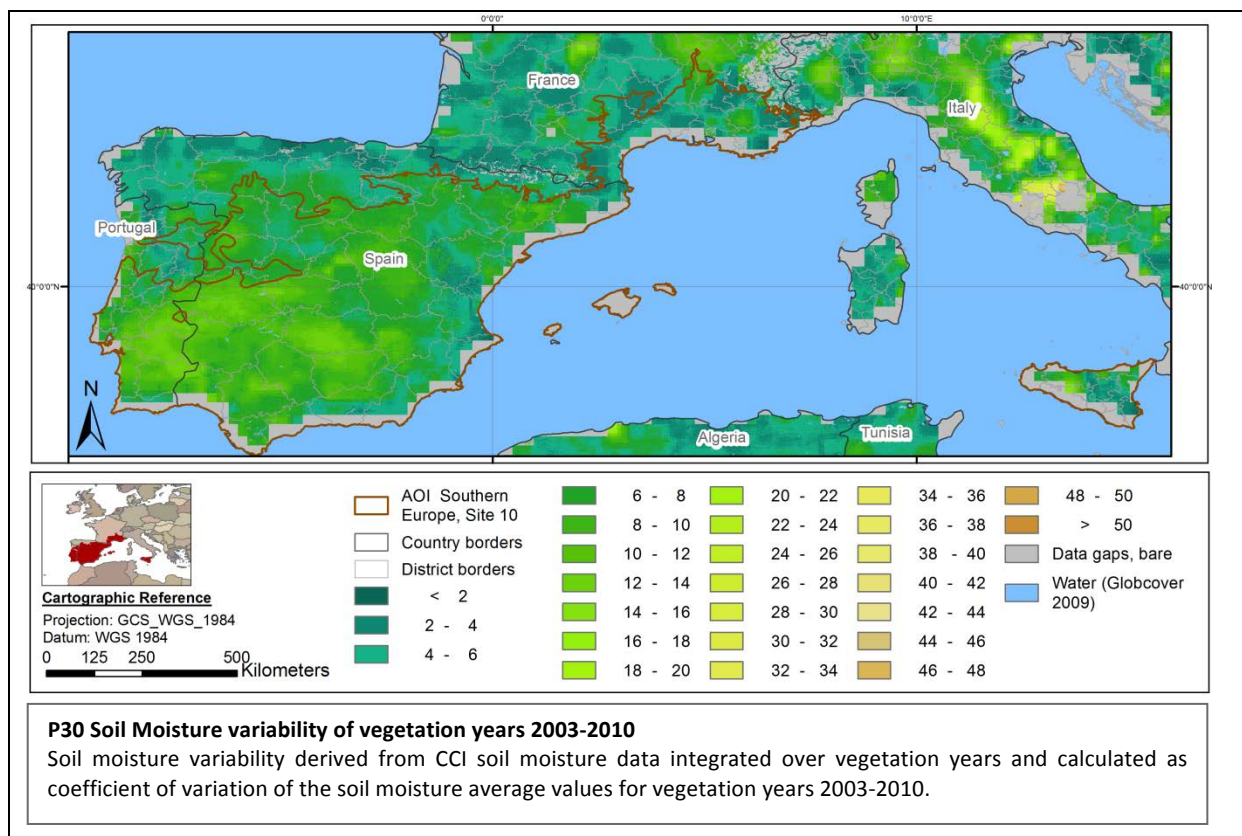 0°0'0"
10°0'0"E
France
Italy
Portugal
Spain
40°0'0"N
40°0'0"N
N
Algeria
Tunisia
Cartographic Reference
Projection: GCS_WGS_1984
Datum: WGS 1984
0 125 250 500
Kilometers
AOI Southern
Europe, Site 10
Country borders
District borders
< 2
2 - 4
4 - 6
6 - 8
8 - 10
10 - 12
12 - 14
14 - 16
16 - 18
18 - 20
20 - 22
22 - 24
24 - 26
26 - 28
28 - 30
30 - 32
32 - 34
34 - 36
36 - 38
38 - 40
40 - 42
42 - 44
44 - 46
46 - 48
48 - 50
> 50
Data gaps, bare
Water (Globcover
2009)
P30 Soil Moisture variability of vegetation years 2003-2010
Soil moisture variability derived from CCI soil moisture data integrated over vegetation years and calculated as
coefficient of variation of the soil moisture average values for vegetation years 2003-2010.